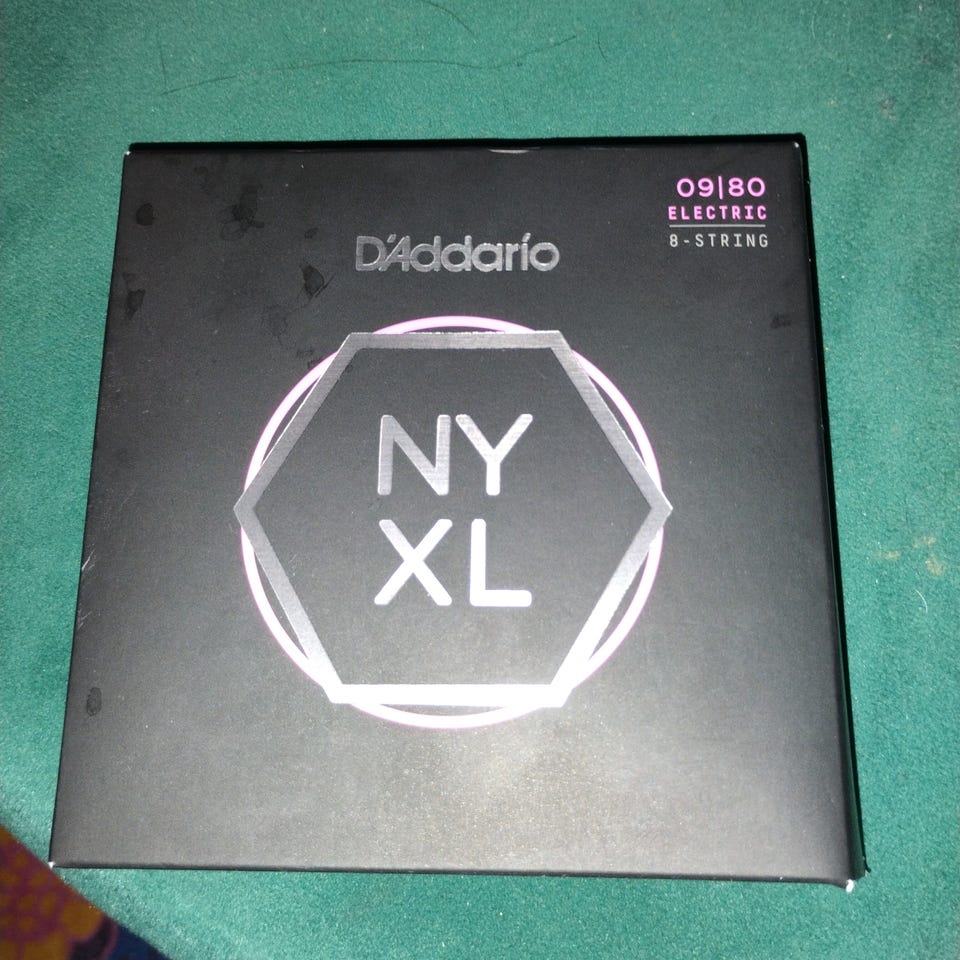 09|80
ELECTRIC
8-STRING
D'Addario
NY
XL